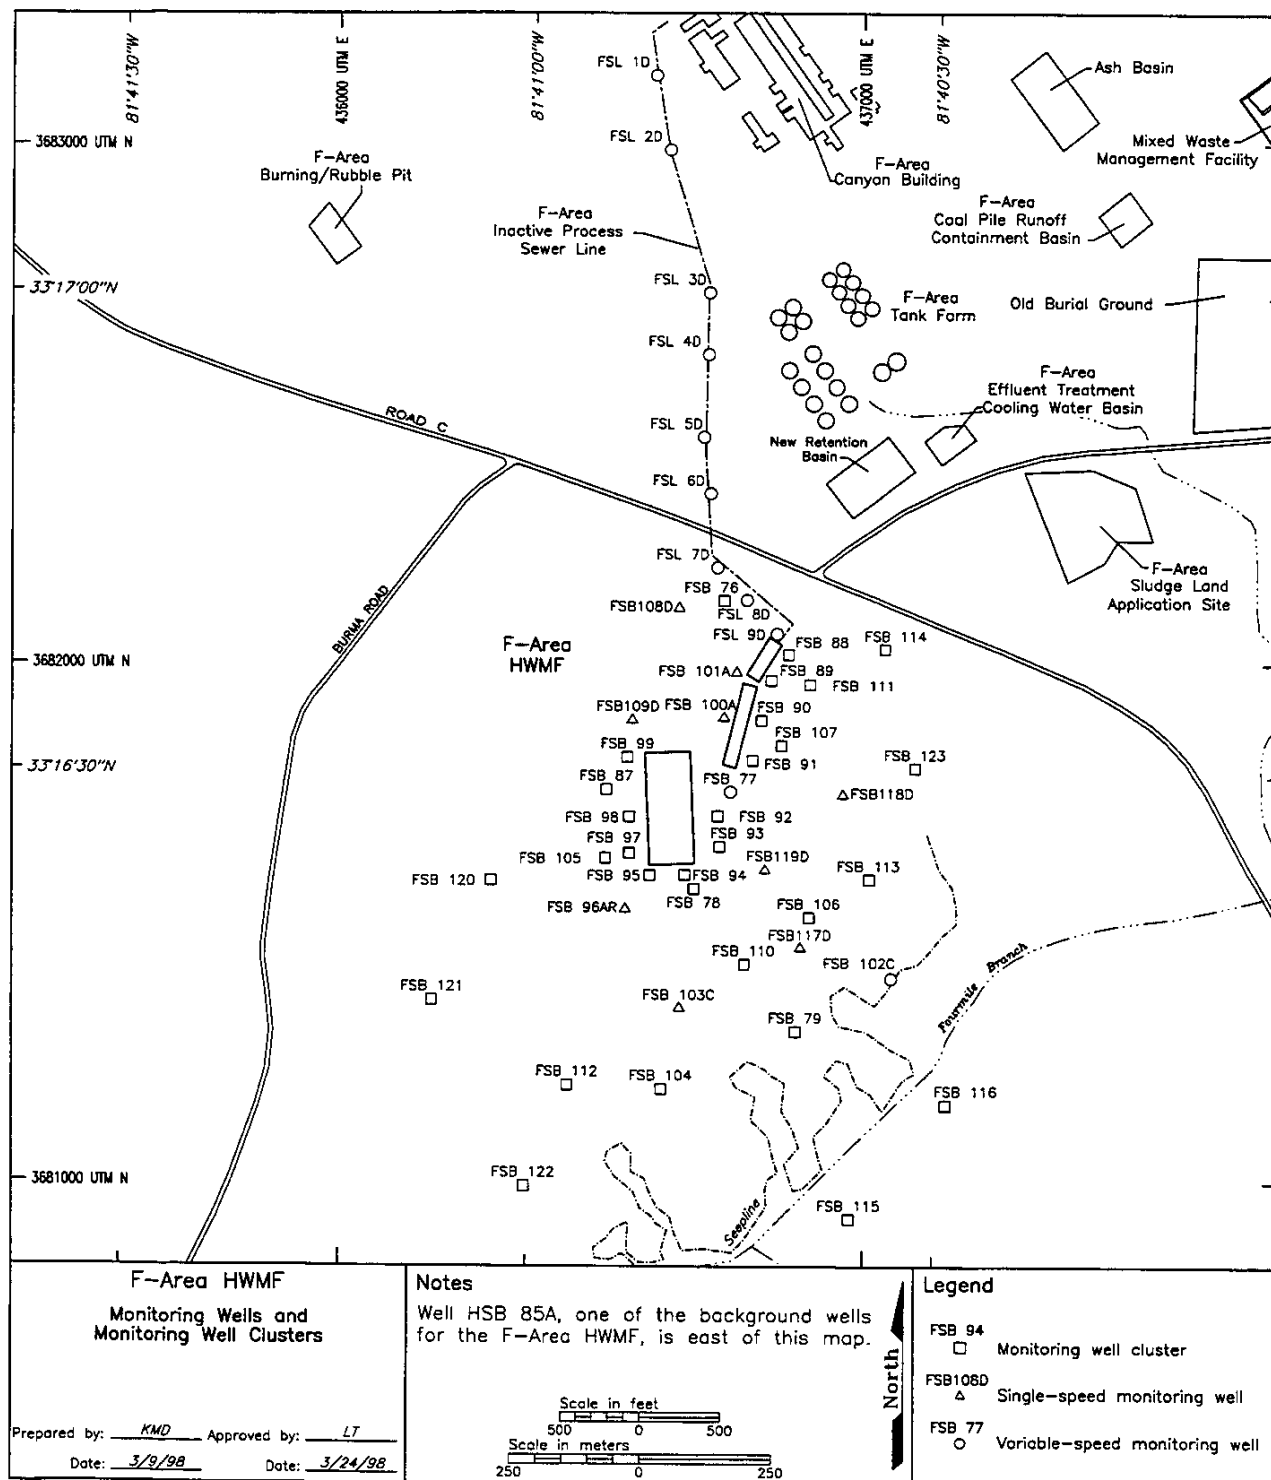 81°41'30"W
436000 UTM E
81°41'00"W
437000 UTM E
81°40'30"W
FSL 1D
Ash Basin
3683000 UTM N
FSL 2D
Mixed Waste
Management Facility
F-Area
Burning/Rubble Pit
F-Area
Canyon Building
F-Area
Inactive Process
Sewer Line
F-Area
Coal Pile Runoff
Containment Basin
33°17'00"N
FSL 3D
F-Area
Tank Farm
Old Burial Ground
FSL 4D
F-Area
Effluent Treatment
Cooling Water Basin
ROAD C
FSL 5D
New Retention
Basin
FSL 6D
FSL 7D
F-Area
Sludge Land
Application Site
FSB 76
FSB108D
FSL 8D
BURMA ROAD
FSL 9D
F-Area
HWMF
FSB 88
FSB 114
3682000 UTM N
FSB 101A
FSB 89
FSB 111
FSB109D
FSB 100A
FSB 90
FSB 107
FSB 99
FSB 91
33°16'30"N
FSB 123
FSB 87
FSB 77
FSB118D
FSB 98
FSB 92
FSB 97
FSB 93
FSB 105
FSB119D
FSB 113
FSB 120
FSB 95
FSB 94
FSB 78
FSB 96AR
FSB 106
FSB117D
FSB 110
FSB 102C
Fourmile Branch
FSB 121
FSB 103C
FSB 79
FSB 112
FSB 104
FSB 116
3681000 UTM N
FSB 122
Seepline
FSB 115
F-Area HWMF
Monitoring Wells and
Monitoring Well Clusters
Prepared by: KMD Approved by: LT
Date: 3/9/98 Date: 3/24/98
Notes
Well HSB 85A, one of the background wells
for the F-Area HWMF, is east of this map.
Scale in feet
500 0 500
Scale in meters
250 0 250
North
Legend
FSB 94
Monitoring well cluster
FSB108D
Single-speed monitoring well
FSB 77
Variable-speed monitoring well